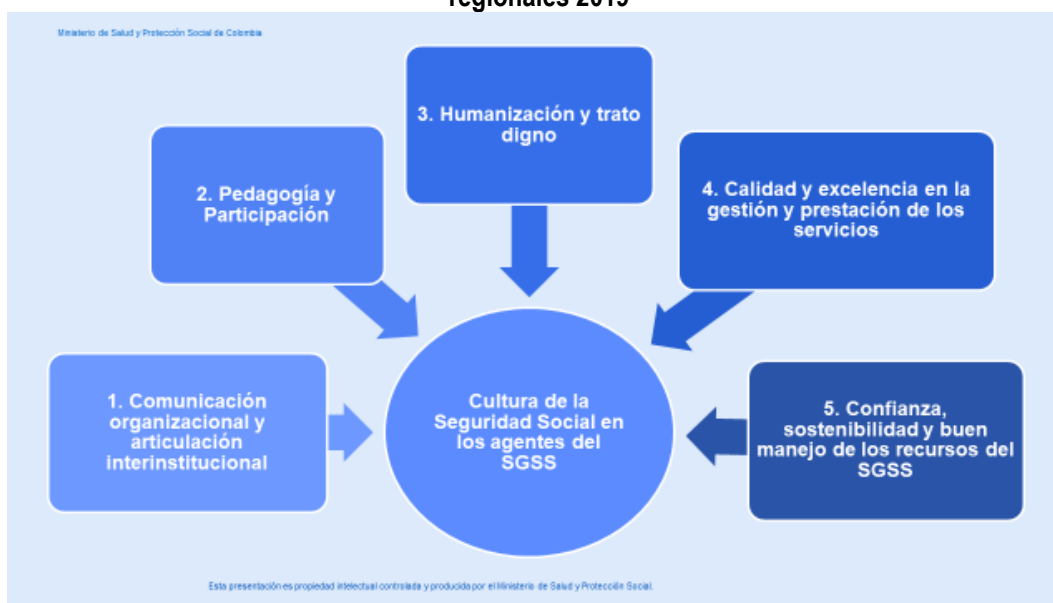 regionales 2019
Ministerio de Salud y Protección Social de Colombia
3. Humanización y trato
digno
2. Pedagogía y
Participación
4. Calidad y excelencia en la
gestión y prestación de los
servicios
1. Comunicación
organizacional y
articulación
interinstitucional
Cultura de la
Seguridad Social en
los agentes del
SGSS
5. Confianza,
sostenibilidad y buen
manejo de los recursos del
SGSS
Esta presentación es propiedad intelectual controlada y producida por el Ministerio de Salud y Protección Social.